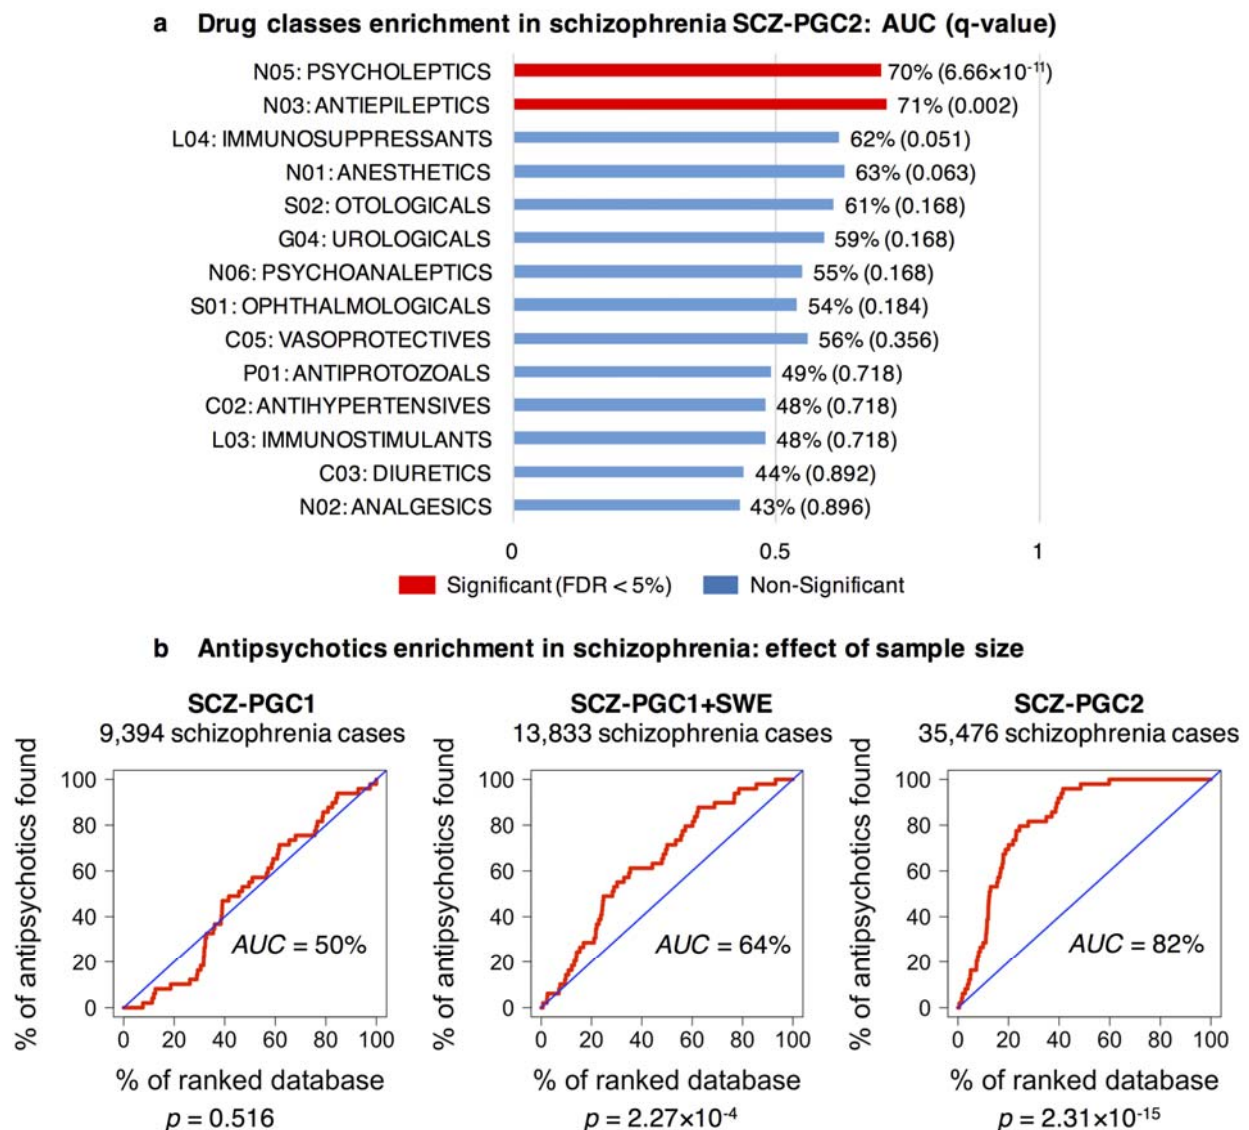 a Drug classes enrichment in schizophrenia SCZ-PGC2: AUC (q-value)
N05: PSYCHOLEPTICS 70% (6.66×10⁻¹¹)
N03: ANTIEPILEPTICS 71% (0.002)
L04: IMMUNOSUPPRESSANTS 62% (0.051)
N01: ANESTHETICS 63% (0.063)
S02: OTOLOGICALS 61% (0.168)
G04: UROLOGICALS 59% (0.168)
N06: PSYCHOANALEPTICS 55% (0.168)
S01: OPHTHALMOLOGICALS 54% (0.184)
C05: VASOPROTECTIVES 56% (0.356)
P01: ANTIPROTOZOALS 49% (0.718)
C02: ANTIHYPERTENSIVES 48% (0.718)
L03: IMMUNOSTIMULANTS 48% (0.718)
C03: DIURETICS 44% (0.892)
N02: ANALGESICS 43% (0.896)
0 0.5 1
Significant (FDR < 5%) Non-Significant
b Antipsychotics enrichment in schizophrenia: effect of sample size
SCZ-PGC1
9,394 schizophrenia cases
% of antipsychotics found
100
80
60
40
20
0
AUC = 50%
0 20 40 60 80 100
% of ranked database
p = 0.516
SCZ-PGC1+SWE
13,833 schizophrenia cases
% of antipsychotics found
100
80
60
40
20
0
AUC = 64%
0 20 40 60 80 100
% of ranked database
p = 2.27×10⁻⁴
SCZ-PGC2
35,476 schizophrenia cases
% of antipsychotics found
100
80
60
40
20
0
AUC = 82%
0 20 40 60 80 100
% of ranked database
p = 2.31×10⁻¹⁵